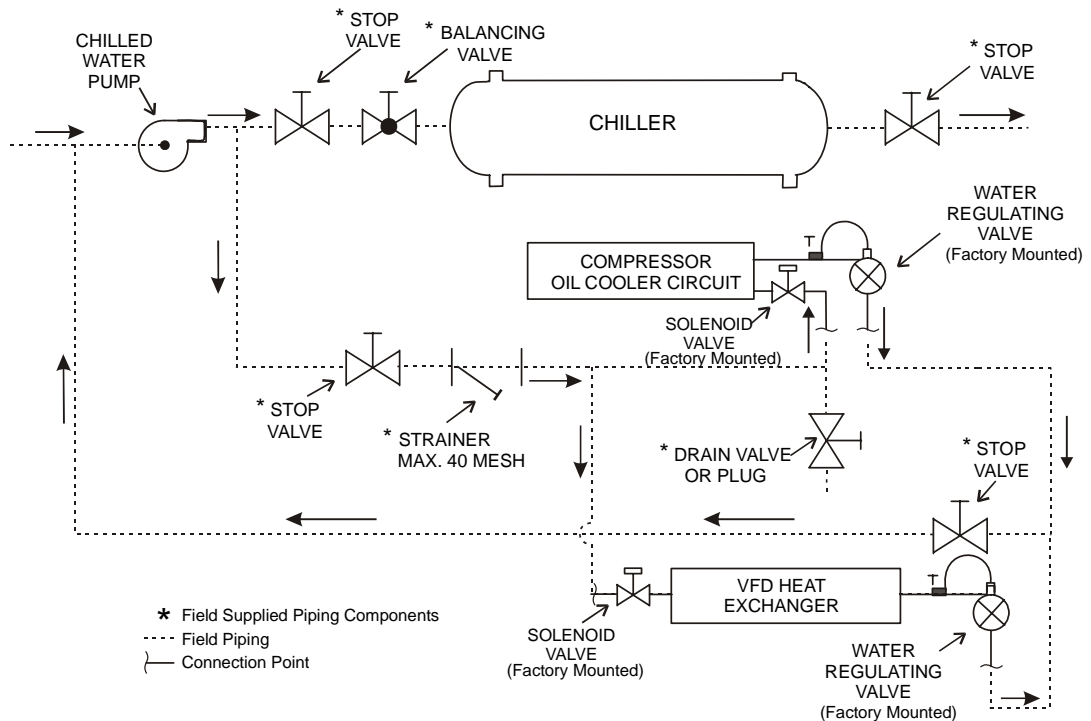 * STOP
VALVE
* BALANCING
VALVE
CHILLED
WATER
PUMP
* STOP
VALVE
CHILLER
WATER
REGULATING
VALVE
(Factory Mounted)
T
COMPRESSOR
OIL COOLER CIRCUIT
SOLENOID
VALVE
(Factory Mounted)
* STOP
VALVE
* STRAINER
MAX. 40 MESH
* DRAIN VALVE
OR PLUG
* STOP
VALVE
T
VFD HEAT
EXCHANGER
* Field Supplied Piping Components
Field Piping
Connection Point
SOLENOID
VALVE
(Factory Mounted)
WATER
REGULATING
VALVE
(Factory Mounted)